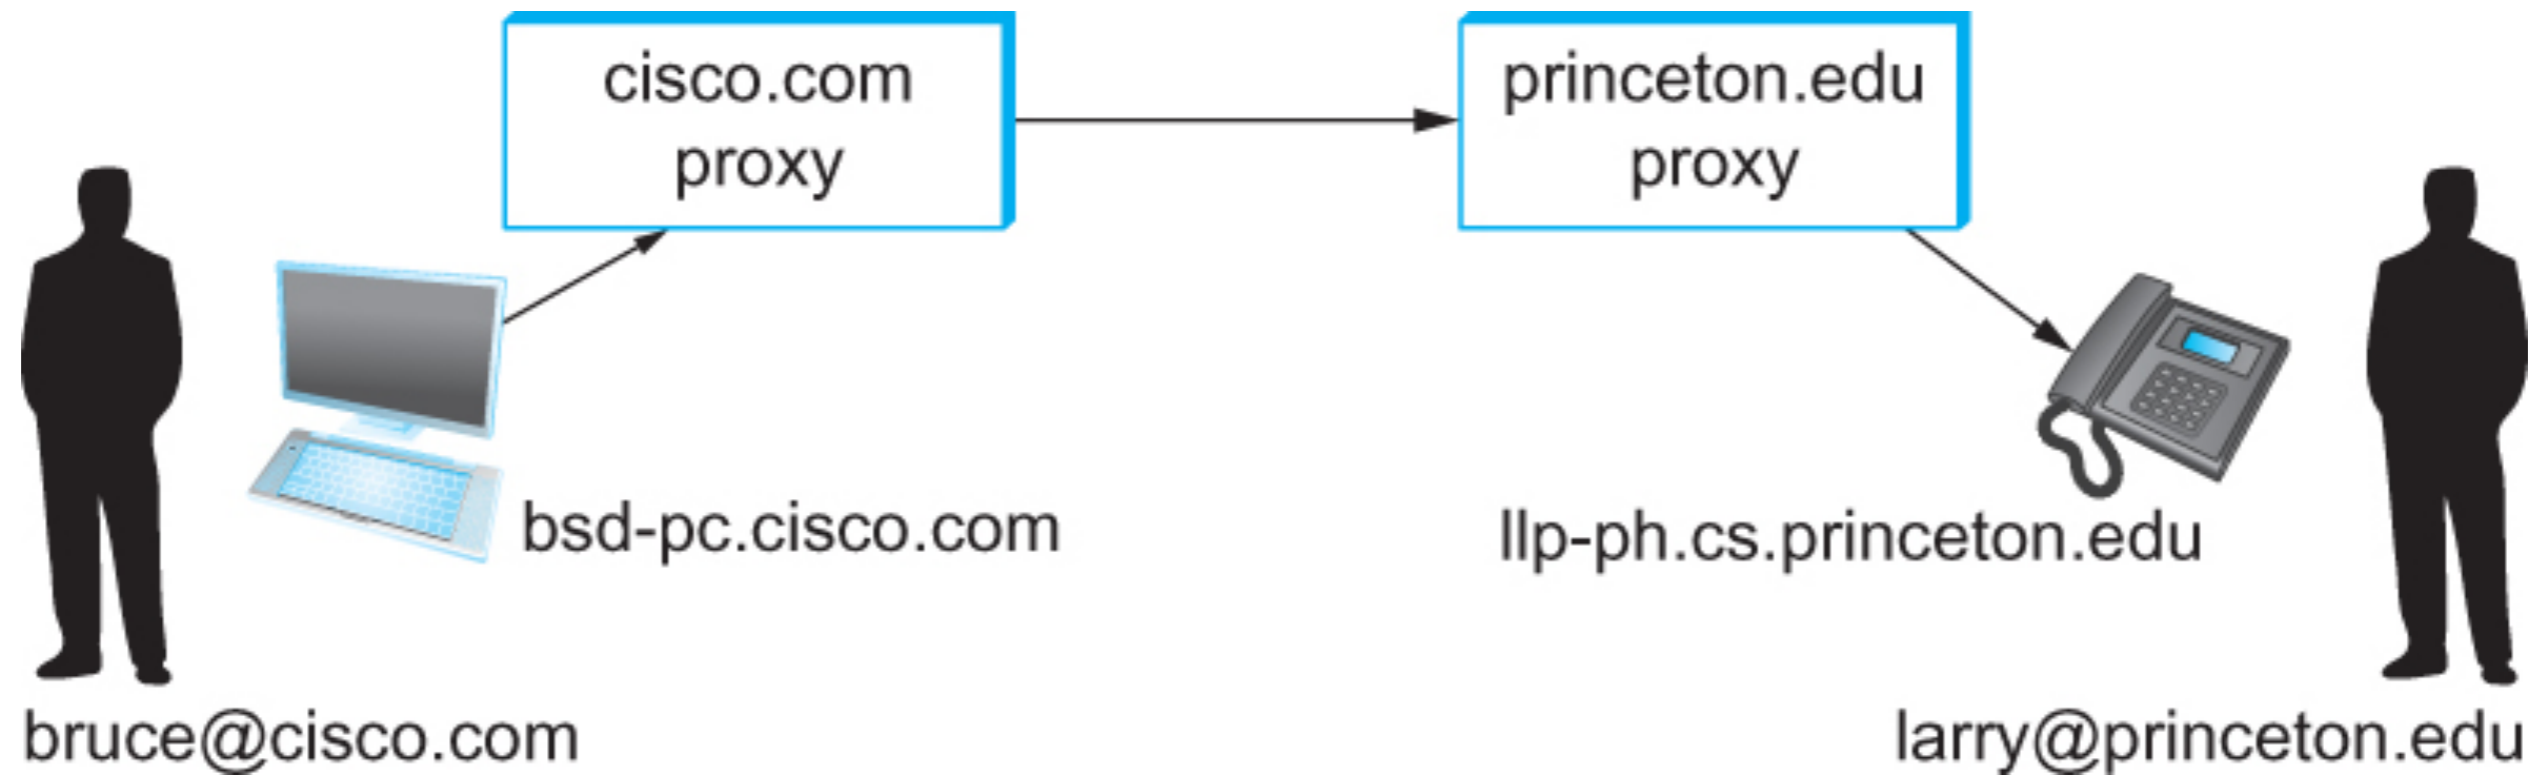 cisco.com
proxy
princeton.edu
proxy
bsd-pc.cisco.com
llp-ph.cs.princeton.edu
bruce@cisco.com
larry@princeton.edu